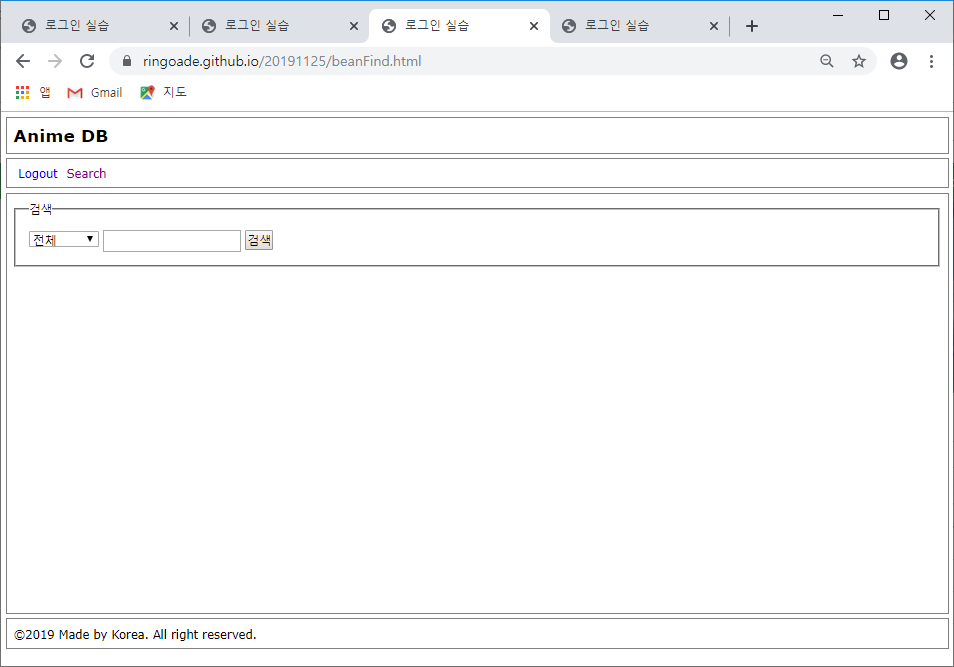 로그인 실습 로그인 실습 로그인 실습 로그인 실습
ringoade.github.io/20191125/beanFind.html
앱 Gmail 지도
Anime DB
Logout Search
검색
전체 검색
©2019 Made by Korea. All right reserved.